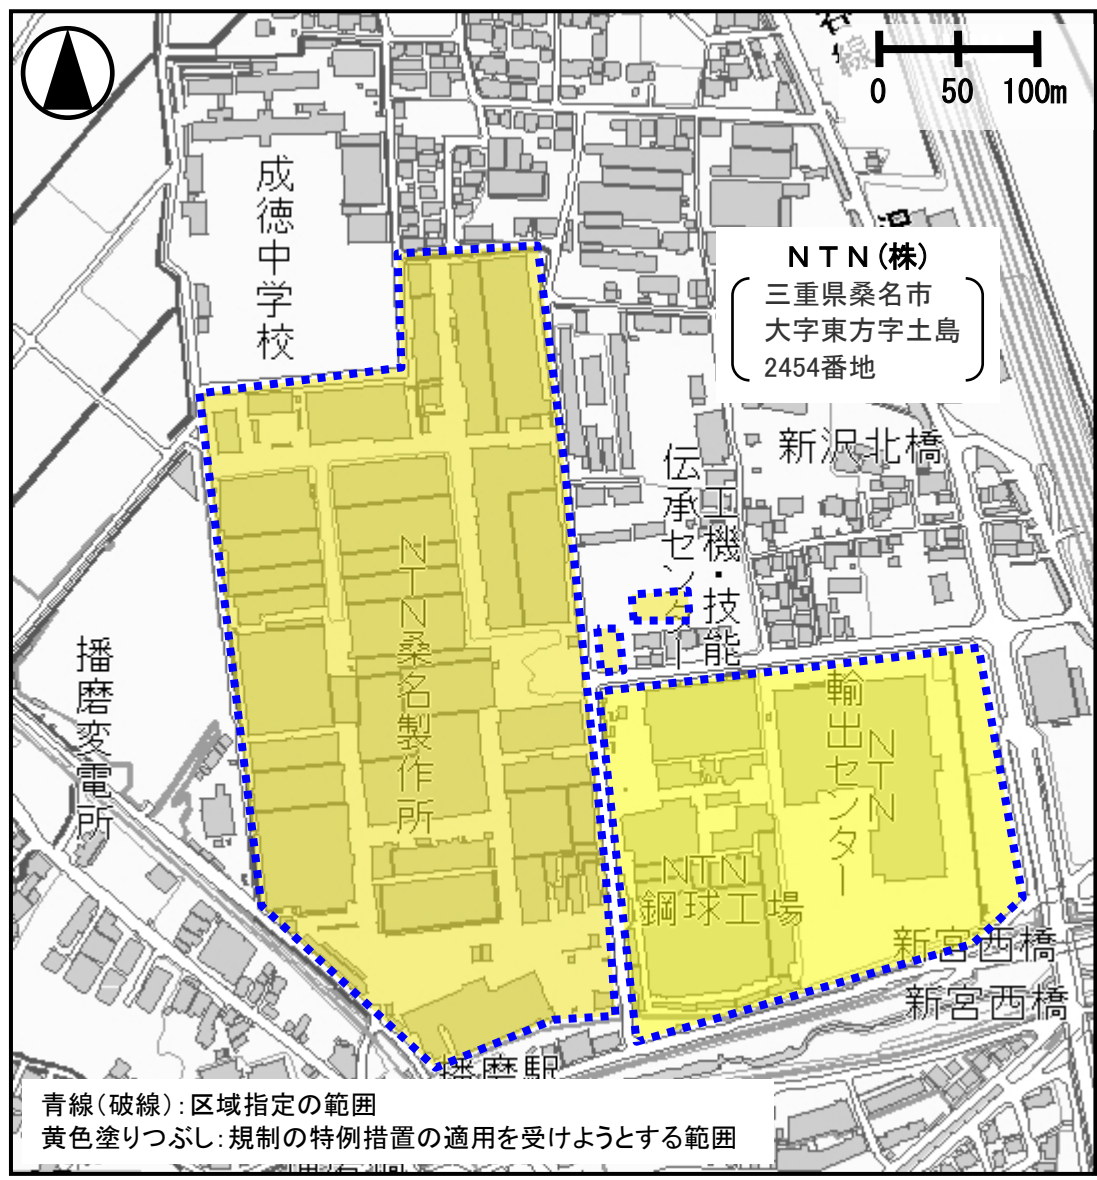 0 50 100m
NTN(株)
三重県桑名市
大字東方字土島
2454番地
成徳中学校
新沢北橋
工機・技能
伝承センター
NTN桑名製作所
播磨変電所
NTN
輸出センター
NTN
鋼球工場
新宮西橋
新宮西橋
播磨駅
青線(破線):区域指定の範囲
黄色塗りつぶし:規制の特例措置の適用を受けようとする範囲